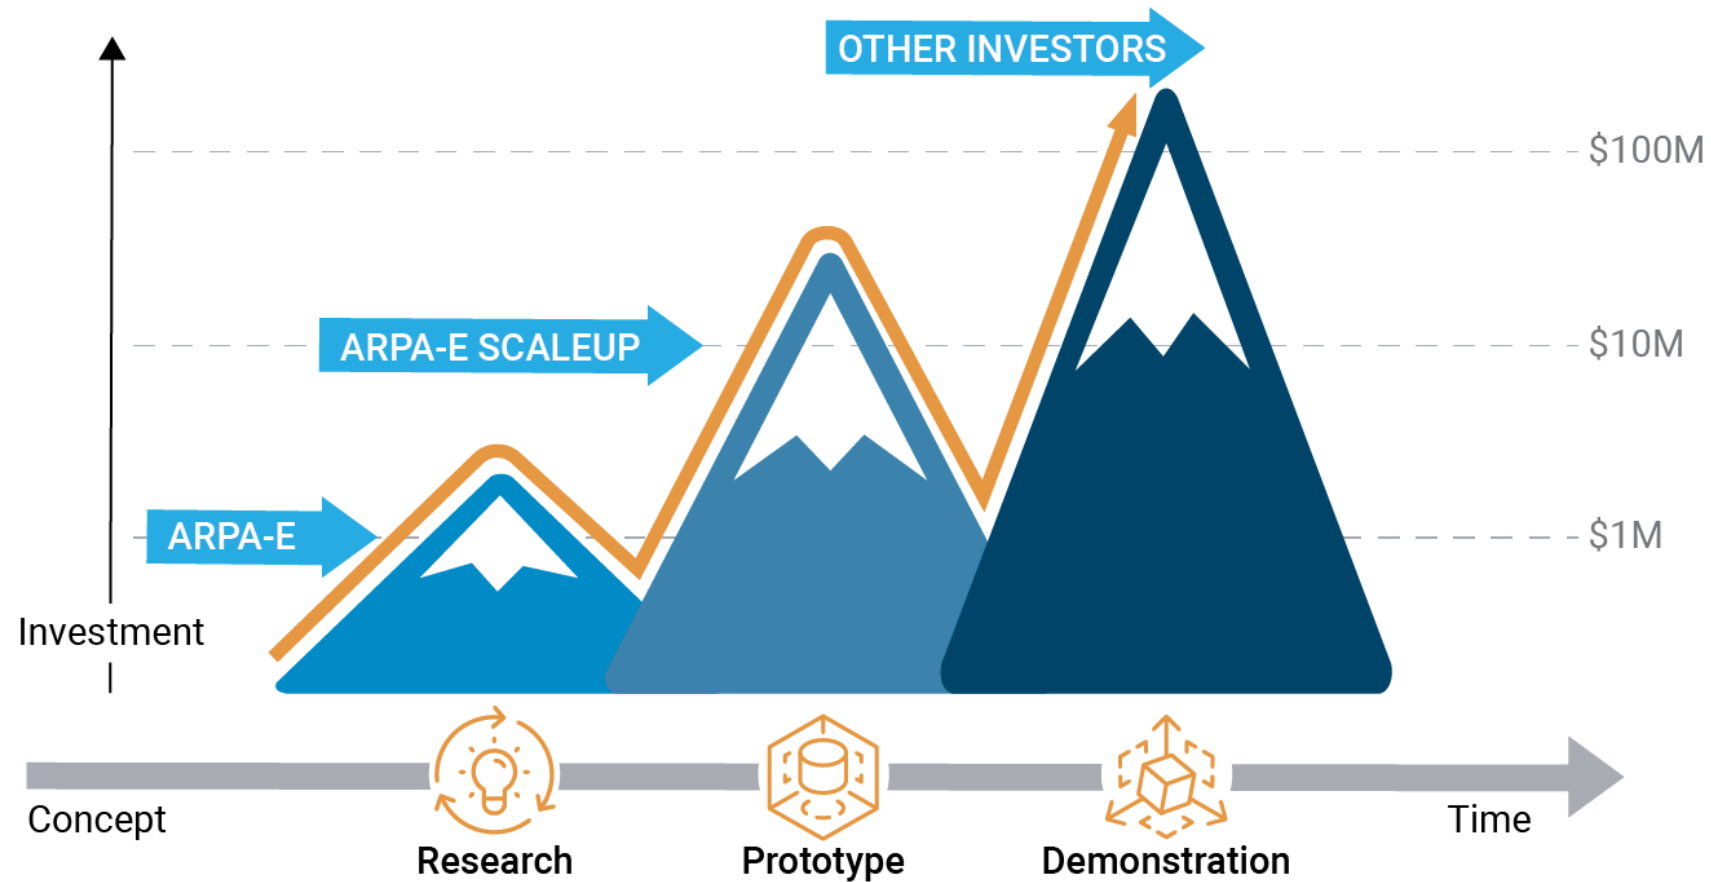 OTHER INVESTORS
$100M
ARPA-E SCALEUP
$10M
ARPA-E
$1M
Investment
Concept
Time
Research
Prototype
Demonstration